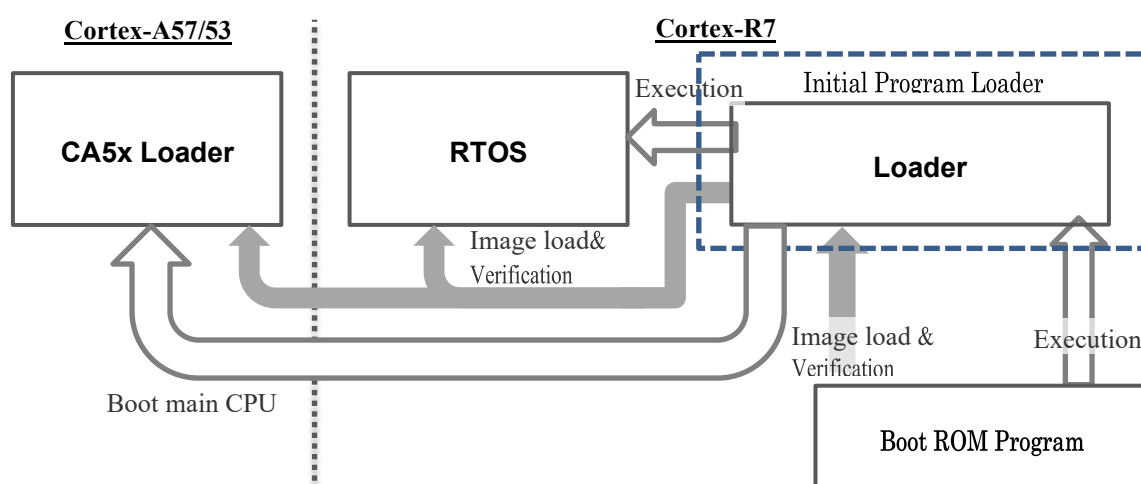 Cortex-A57/53
Cortex-R7
Execution
Initial Program Loader
CA5x Loader
RTOS
Loader
Image load&
Verification
Image load &
Verification
Execution
Boot main CPU
Boot ROM Program